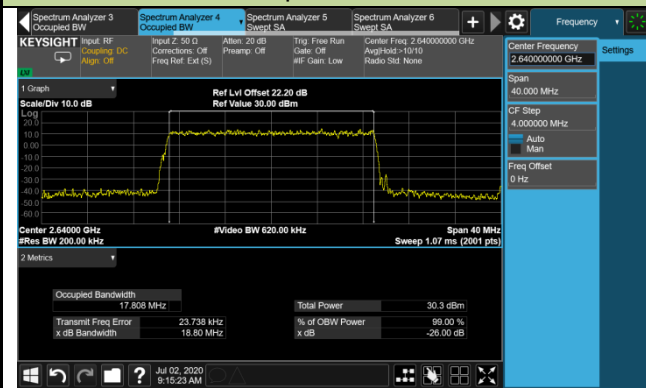 Spectrum Analyzer 3
Occupied BW
Spectrum Analyzer 4
Occupied BW
Spectrum Analyzer 5
Swept SA
Spectrum Analyzer 6
Swept SA
+
Frequency
KEYSIGHT
Input: RF
Coupling: DC
Align: Off
Input Z: 50 Ω
Corrections: Off
Freq Ref: Ext (S)
Atten: 20 dB
Preamp: Off
Trig: Free Run
Gate: Off
#IF Gain: Low
Center Freq: 2.640000000 GHz
Avg|Hold:>10/10
Radio Std: None
LV
Center Frequency
2.640000000 GHz
Settings
Span
40.000 MHz
CF Step
4.000000 MHz
Auto
Man
Freq Offset
0 Hz
1 Graph
Scale/Div 10.0 dB
Ref Lvl Offset 22.20 dB
Ref Value 30.00 dBm
Log
20.0
10.0
0.00
-10.0
-20.0
-30.0
-40.0
-50.0
-60.0
Center 2.64000 GHz
#Res BW 200.00 kHz
#Video BW 620.00 kHz
Span 40 MHz
Sweep 1.07 ms (2001 pts)
2 Metrics
Occupied Bandwidth
17.808 MHz
Total Power 30.3 dBm
Transmit Freq Error 23.738 kHz
% of OBW Power 99.00 %
x dB Bandwidth 18.80 MHz
x dB -26.00 dB
?
Jul 02, 2020
9:15:23 AM